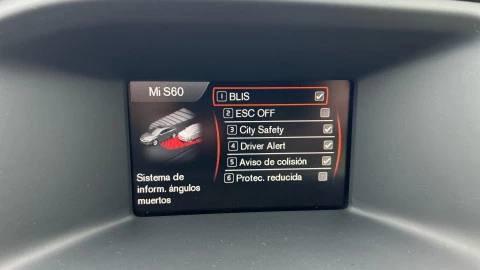 Mi S60
1 BLIS
2 ESC OFF
3 City Safety
4 Driver Alert
5 Aviso de colisión
6 Protec. reducida
Sistema de
inform. ángulos
muertos